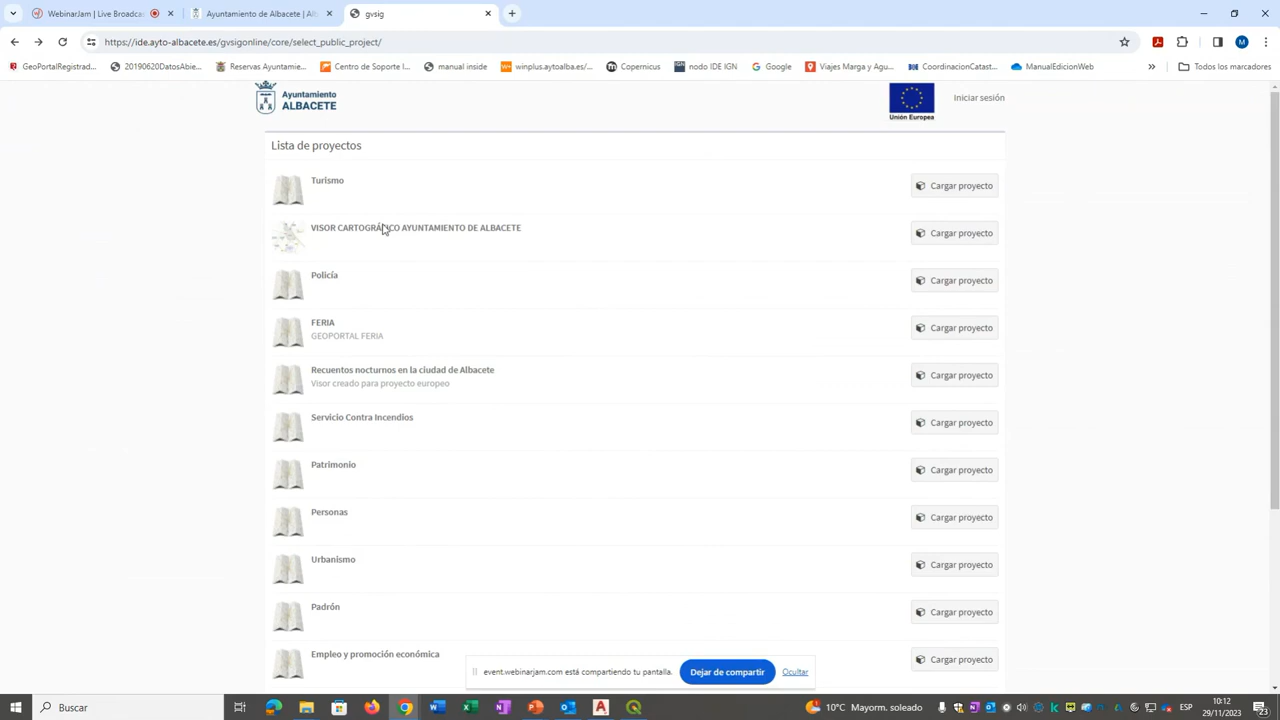 WebinarJam | Live Broadcas
Ayuntamiento de Albacete | Alb
gvsig
https://ide.ayto-albacete.es/gvsigonline/core/select_public_project/
GeoPortalRegistrad...
20190620DatosAbie...
Reservas Ayuntamie...
Centro de Soporte I...
manual inside
winplus.aytoalba.es/...
Copernicus
nodo IDE IGN
Google
Viajes Marga y Agu...
CoordinacionCatast...
ManualEdicionWeb
»
Todos los marcadores
Ayuntamiento
ALBACETE
Unión Europea
Iniciar sesión
Lista de proyectos
Turismo
Cargar proyecto
VISOR CARTOGRÁFICO AYUNTAMIENTO DE ALBACETE
Cargar proyecto
Policía
Cargar proyecto
FERIA
GEOPORTAL FERIA
Cargar proyecto
Recuentos nocturnos en la ciudad de Albacete
Visor creado para proyecto europeo
Cargar proyecto
Servicio Contra Incendios
Cargar proyecto
Patrimonio
Cargar proyecto
Personas
Cargar proyecto
Urbanismo
Cargar proyecto
Padrón
Cargar proyecto
Empleo y promoción económica
Cargar proyecto
event.webinarjam.com está compartiendo tu pantalla.
Dejar de compartir
Ocultar
Buscar
10°C Mayorm. soleado
ESP
10:12
29/11/2023